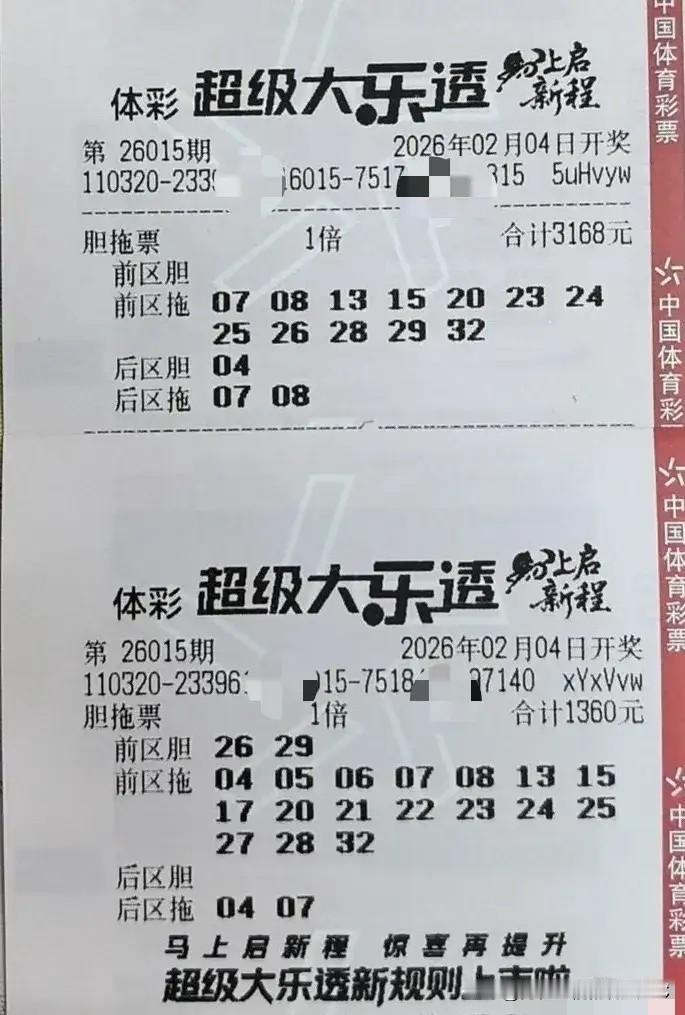 中国体育彩票
体彩 超级大乐透 马上启新程
第 26015期 2026年02月04日开奖
110320-2339 16015-7517 315 5uHvyw
胆拖票 1倍 合计3168元
前区胆
前区拖 07 08 13 15 20 23 24
25 26 28 29 32
后区胆 04
后区拖 07 08
中国体育彩
体彩 超级大乐透 马上启新程
第 26015期 2026年02月04日开奖
110320-233961 015-7518 97140 xYxVvw
胆拖票 1倍 合计1360元
前区胆 26 29
前区拖 04 05 06 07 08 13 15
17 20 21 22 23 24 25
27 28 32
后区胆
后区拖 04 07
中国体育彩票
马上启新程 惊喜再提升
超级大乐透新规则上市啦
中国体育彩票